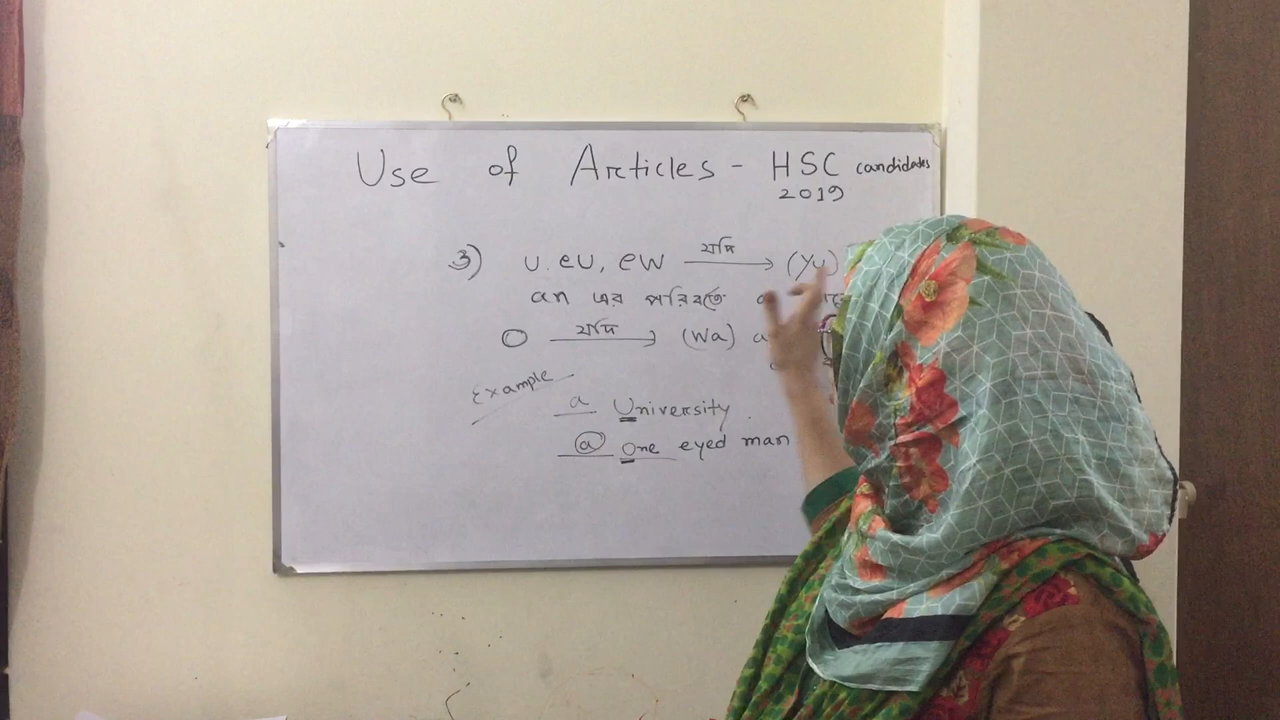 Use of Articles - HSC candidates
2019
3) U. eU, eW যদি (yu)
an এর পরিবর্তে a
O যদি (Wa) a
Example
a University.
a One eyed man